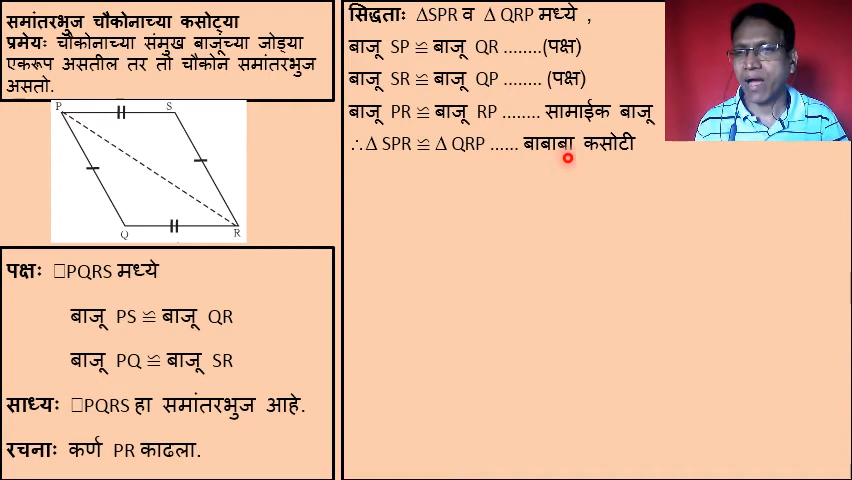 समांतरभुज चौकोनाच्या कसोट्या
प्रमेयः चौकोनाच्या संमुख बाजूंच्या जोड्या
एकरूप असतील तर तो चौकोन समांतरभुज
असतो.
P S
Q R
पक्षः □PQRS मध्ये
बाजू PS ≌ बाजू QR
बाजू PQ ≌ बाजू SR
साध्यः □PQRS हा समांतरभुज आहे.
रचनाः कर्ण PR काढला.
सिद्धताः ΔSPR व Δ QRP मध्ये ,
बाजू SP ≌ बाजू QR ........(पक्ष)
बाजू SR ≌ बाजू QP ........ (पक्ष)
बाजू PR ≌ बाजू RP ........ सामाईक बाजू
∴Δ SPR ≌ Δ QRP ...... बाबाबा कसोटी